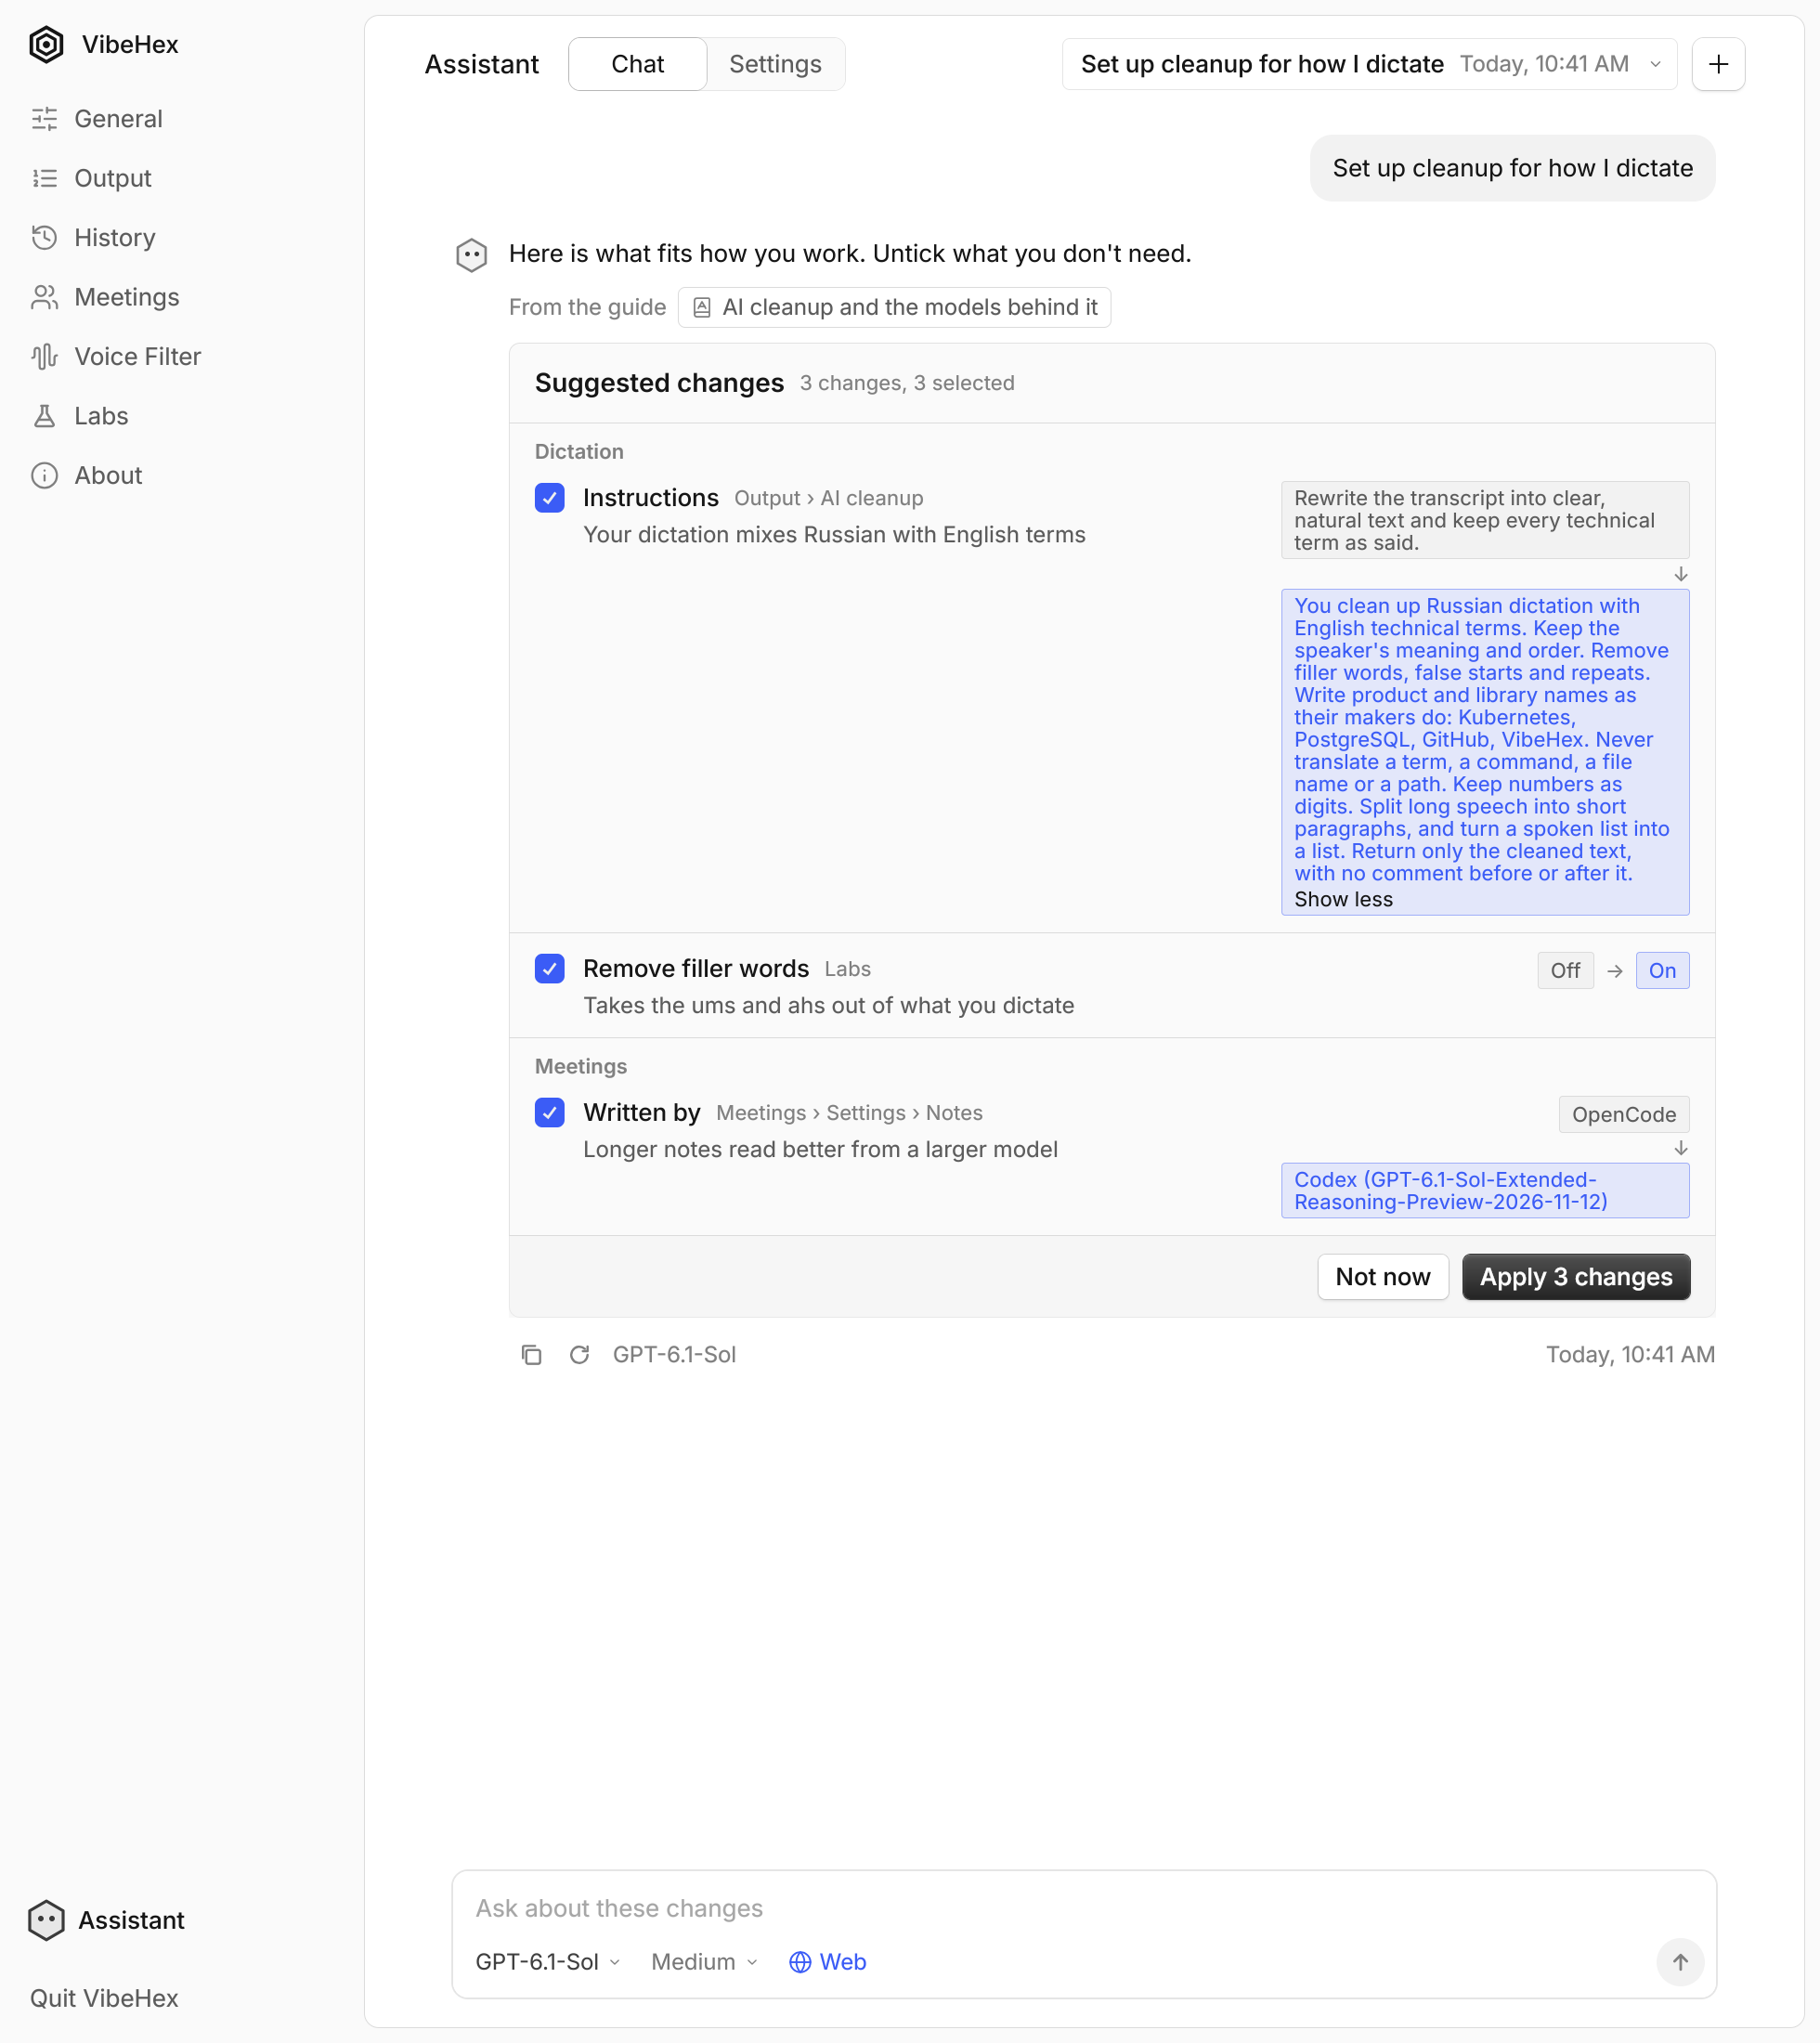 VibeHex
General
Output
History
Meetings
Voice Filter
Labs
About
Assistant
Quit VibeHex
Assistant
Chat
Settings
Set up cleanup for how I dictate Today, 10:41 AM
Set up cleanup for how I dictate
Here is what fits how you work. Untick what you don't need.
From the guide AI cleanup and the models behind it
Suggested changes 3 changes, 3 selected
Dictation
Instructions Output › AI cleanup
Your dictation mixes Russian with English terms
Rewrite the transcript into clear,
natural text and keep every technical
term as said.
You clean up Russian dictation with
English technical terms. Keep the
speaker's meaning and order. Remove
filler words, false starts and repeats.
Write product and library names as
their makers do: Kubernetes,
PostgreSQL, GitHub, VibeHex. Never
translate a term, a command, a file
name or a path. Keep numbers as
digits. Split long speech into short
paragraphs, and turn a spoken list into
a list. Return only the cleaned text,
with no comment before or after it.
Show less
Remove filler words Labs
Takes the ums and ahs out of what you dictate
Off → On
Meetings
Written by Meetings › Settings › Notes
Longer notes read better from a larger model
OpenCode
Codex (GPT-6.1-Sol-Extended-
Reasoning-Preview-2026-11-12)
Not now
Apply 3 changes
GPT-6.1-Sol
Today, 10:41 AM
Ask about these changes
GPT-6.1-Sol
Medium
Web